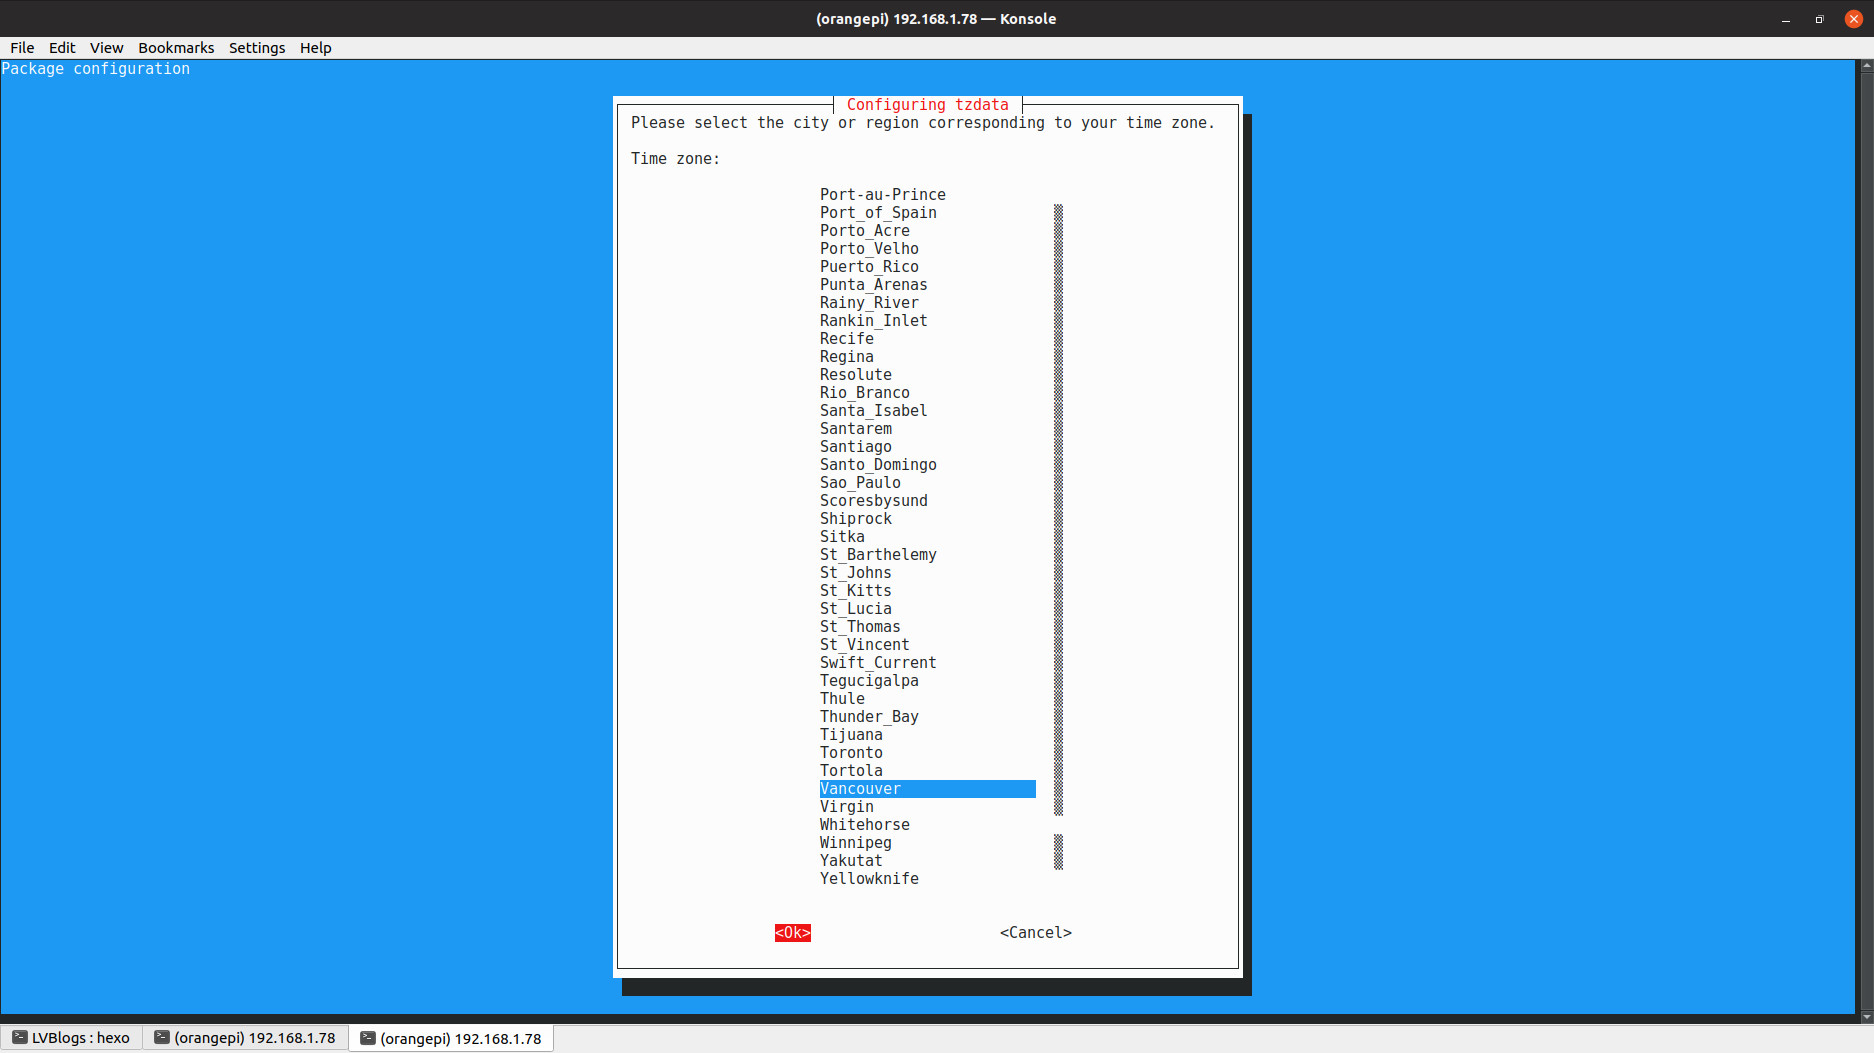 (orangepi) 192.168.1.78 — Konsole
File Edit View Bookmarks Settings Help
Package configuration
Configuring tzdata
Please select the city or region corresponding to your time zone.
Time zone:
Port-au-Prince
Port_of_Spain
Porto_Acre
Porto_Velho
Puerto_Rico
Punta_Arenas
Rainy_River
Rankin_Inlet
Recife
Regina
Resolute
Rio_Branco
Santa_Isabel
Santarem
Santiago
Santo_Domingo
Sao_Paulo
Scoresbysund
Shiprock
Sitka
St_Barthelemy
St_Johns
St_Kitts
St_Lucia
St_Thomas
St_Vincent
Swift_Current
Tegucigalpa
Thule
Thunder_Bay
Tijuana
Toronto
Tortola
Vancouver
Virgin
Whitehorse
Winnipeg
Yakutat
Yellowknife
<Ok> <Cancel>
LVBlogs : hexo (orangepi) 192.168.1.78 (orangepi) 192.168.1.78